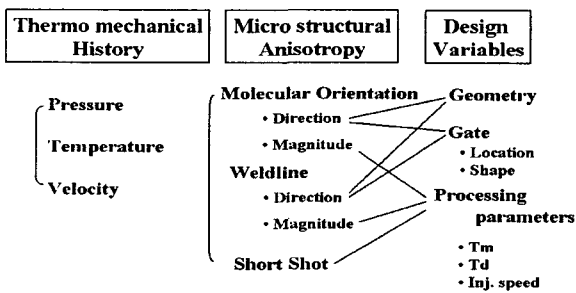 Thermo mechanical
History
Micro structural
Anisotropy
Design
Variables
Pressure
Temperature
Velocity
Molecular Orientation
• Direction
• Magnitude
Weldline
• Direction
• Magnitude
Short Shot
Geometry
Gate
• Location
• Shape
Processing
parameters
• Tm
• Td
• Inj. speed